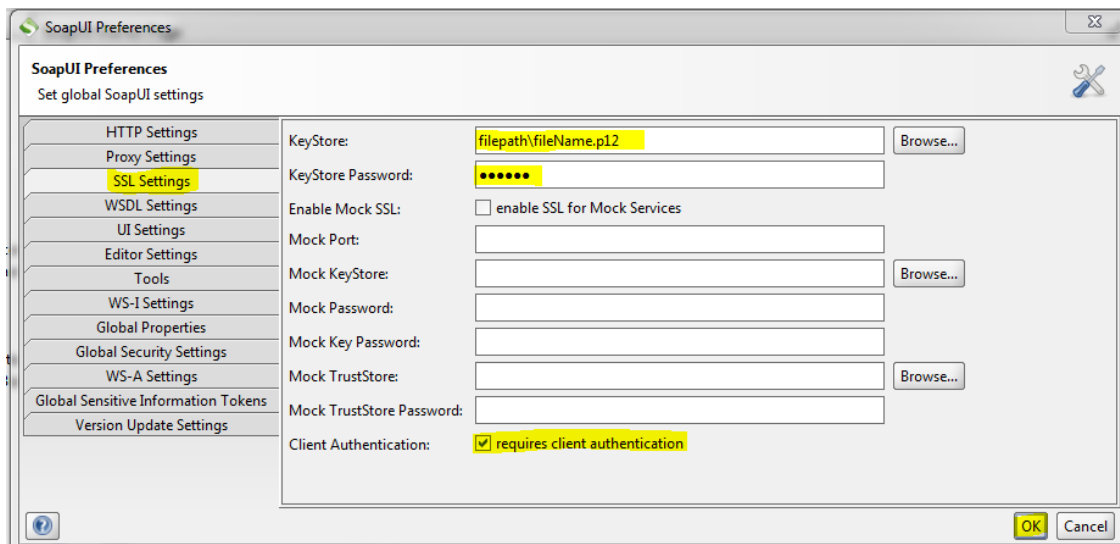 SoapUI Preferences
SoapUI Preferences
Set global SoapUI settings
HTTP Settings
Proxy Settings
SSL Settings
WSDL Settings
UI Settings
Editor Settings
Tools
WS-I Settings
Global Properties
Global Security Settings
WS-A Settings
Global Sensitive Information Tokens
Version Update Settings
KeyStore: filepath\fileName.p12 Browse...
KeyStore Password: ●●●●●●
Enable Mock SSL: enable SSL for Mock Services
Mock Port:
Mock KeyStore: Browse...
Mock Password:
Mock Key Password:
Mock TrustStore: Browse...
Mock TrustStore Password:
Client Authentication: requires client authentication
OK Cancel